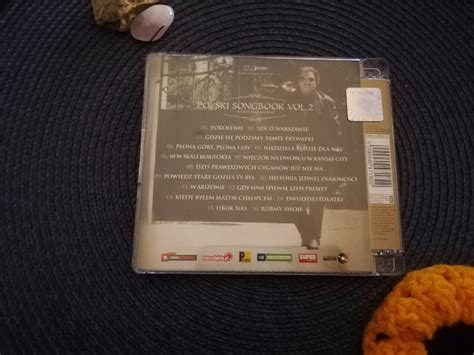 POLSKI SONGBOOK VOL.2
01. POKOLENIE 02. SEN O WARSZAWIE
03. GDZIE SIĘ PODZIAŁY TAMTE PRYWATKI
04. PŁONĄ GÓRY, PŁONĄ LASY 05. NIEDZIELA BĘDZIE DLA NAS
06. 10 W SKALI BEAUFORTA 07. WIECZÓR NA DWORCU W KANSAS CITY
08. DZIŚ PRAWDZIWYCH CYGANÓW JUŻ NIE MA
09. POWIEDZ STARY GDZIEŚ TY BYŁ 10. HISTORIA JEDNEJ ZNAJOMOŚCI
11. W ARIZONIE 12. GDY NAM ŚPIEWAŁ ELVIS PRESLEY
13. KIEDY BYŁEM MAŁYM CHŁOPCEM 14. DWUDZIESTOLATKI
15. OBOK NAS 16. RÓBMY SWOJE
SUPER